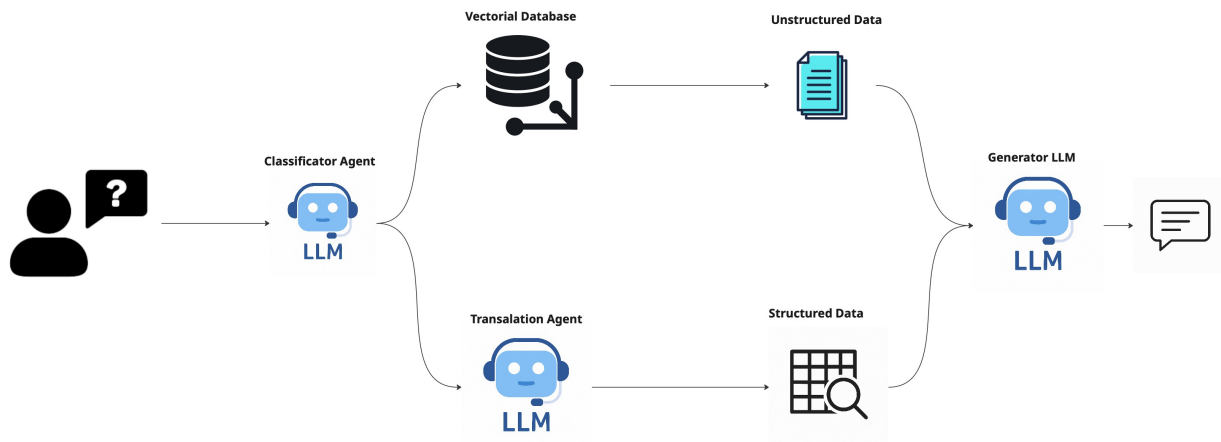 Vectorial Database
Unstructured Data
Classificator Agent
?
LLM
Generator LLM
LLM
Transalation Agent
LLM
Structured Data